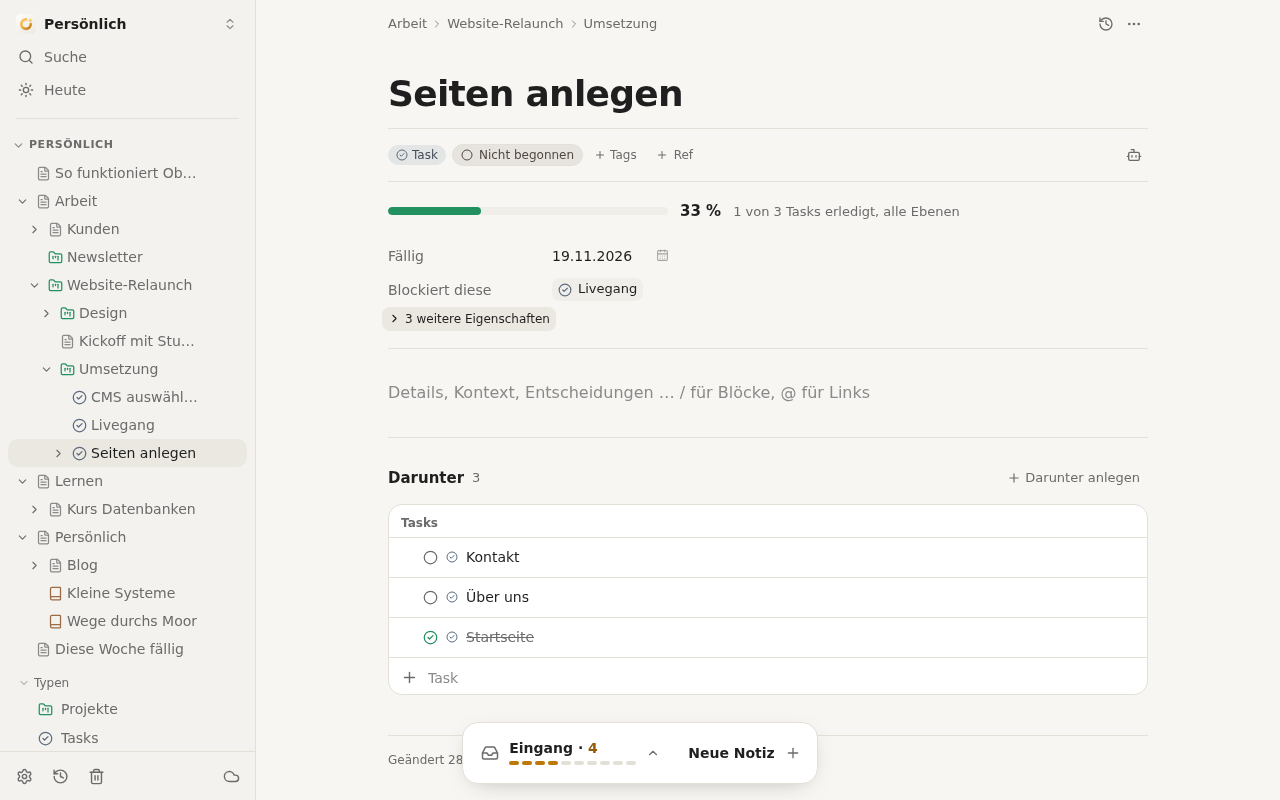 Persönlich
Suche
Heute
PERSÖNLICH
So funktioniert Ob…
Arbeit
Kunden
Newsletter
Website-Relaunch
Design
Kickoff mit Stu…
Umsetzung
CMS auswähl…
Livegang
Seiten anlegen
Lernen
Kurs Datenbanken
Persönlich
Blog
Kleine Systeme
Wege durchs Moor
Diese Woche fällig
Typen
Projekte
Tasks
Arbeit > Website-Relaunch > Umsetzung
Seiten anlegen
Task Nicht begonnen + Tags + Ref
33 % 1 von 3 Tasks erledigt, alle Ebenen
Fällig 19.11.2026
Blockiert diese Livegang
3 weitere Eigenschaften
Details, Kontext, Entscheidungen … / für Blöcke, @ für Links
Darunter 3 + Darunter anlegen
Tasks
Kontakt
Über uns
Startseite
+ Task
Geändert 28
Eingang · 4
Neue Notiz +